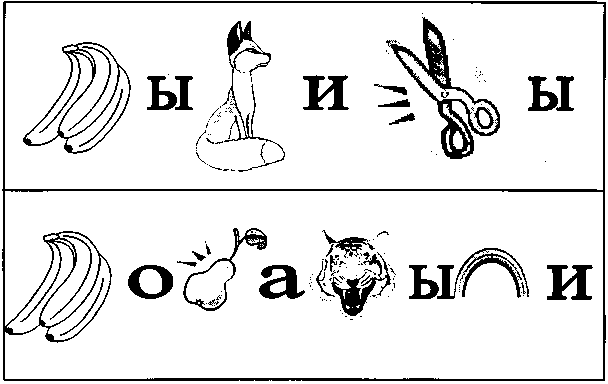 ы и ы
о а ы и